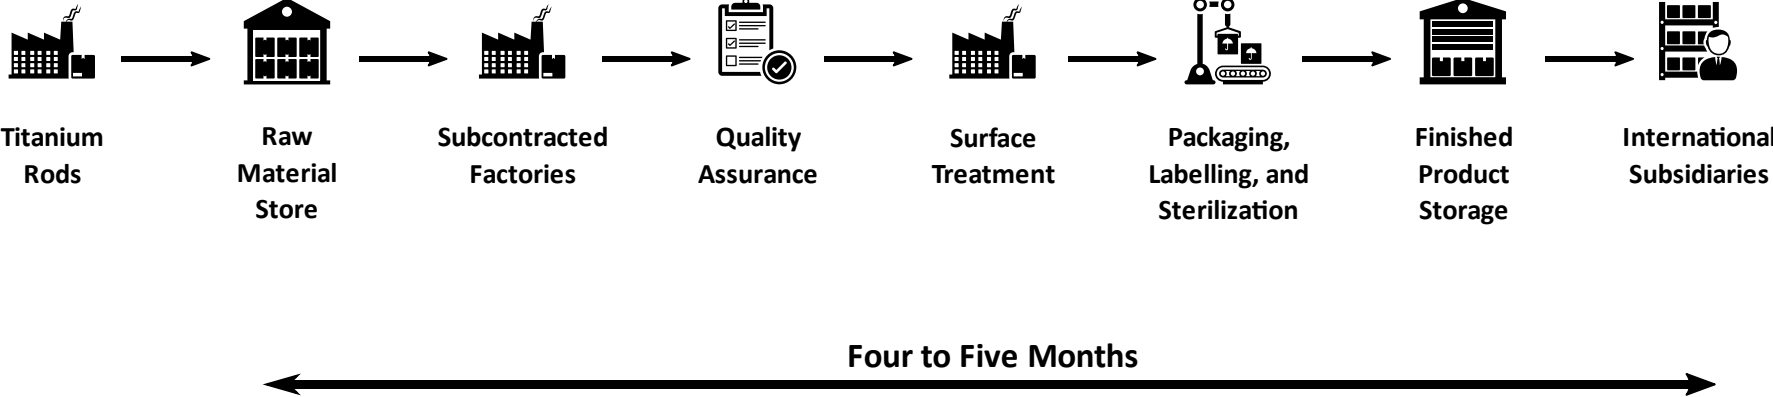 Titanium
Rods
Raw
Material
Store
Subcontracted
Factories
Quality
Assurance
Surface
Treatment
Packaging,
Labelling, and
Sterilization
Finished
Product
Storage
International
Subsidiaries
Four to Five Months